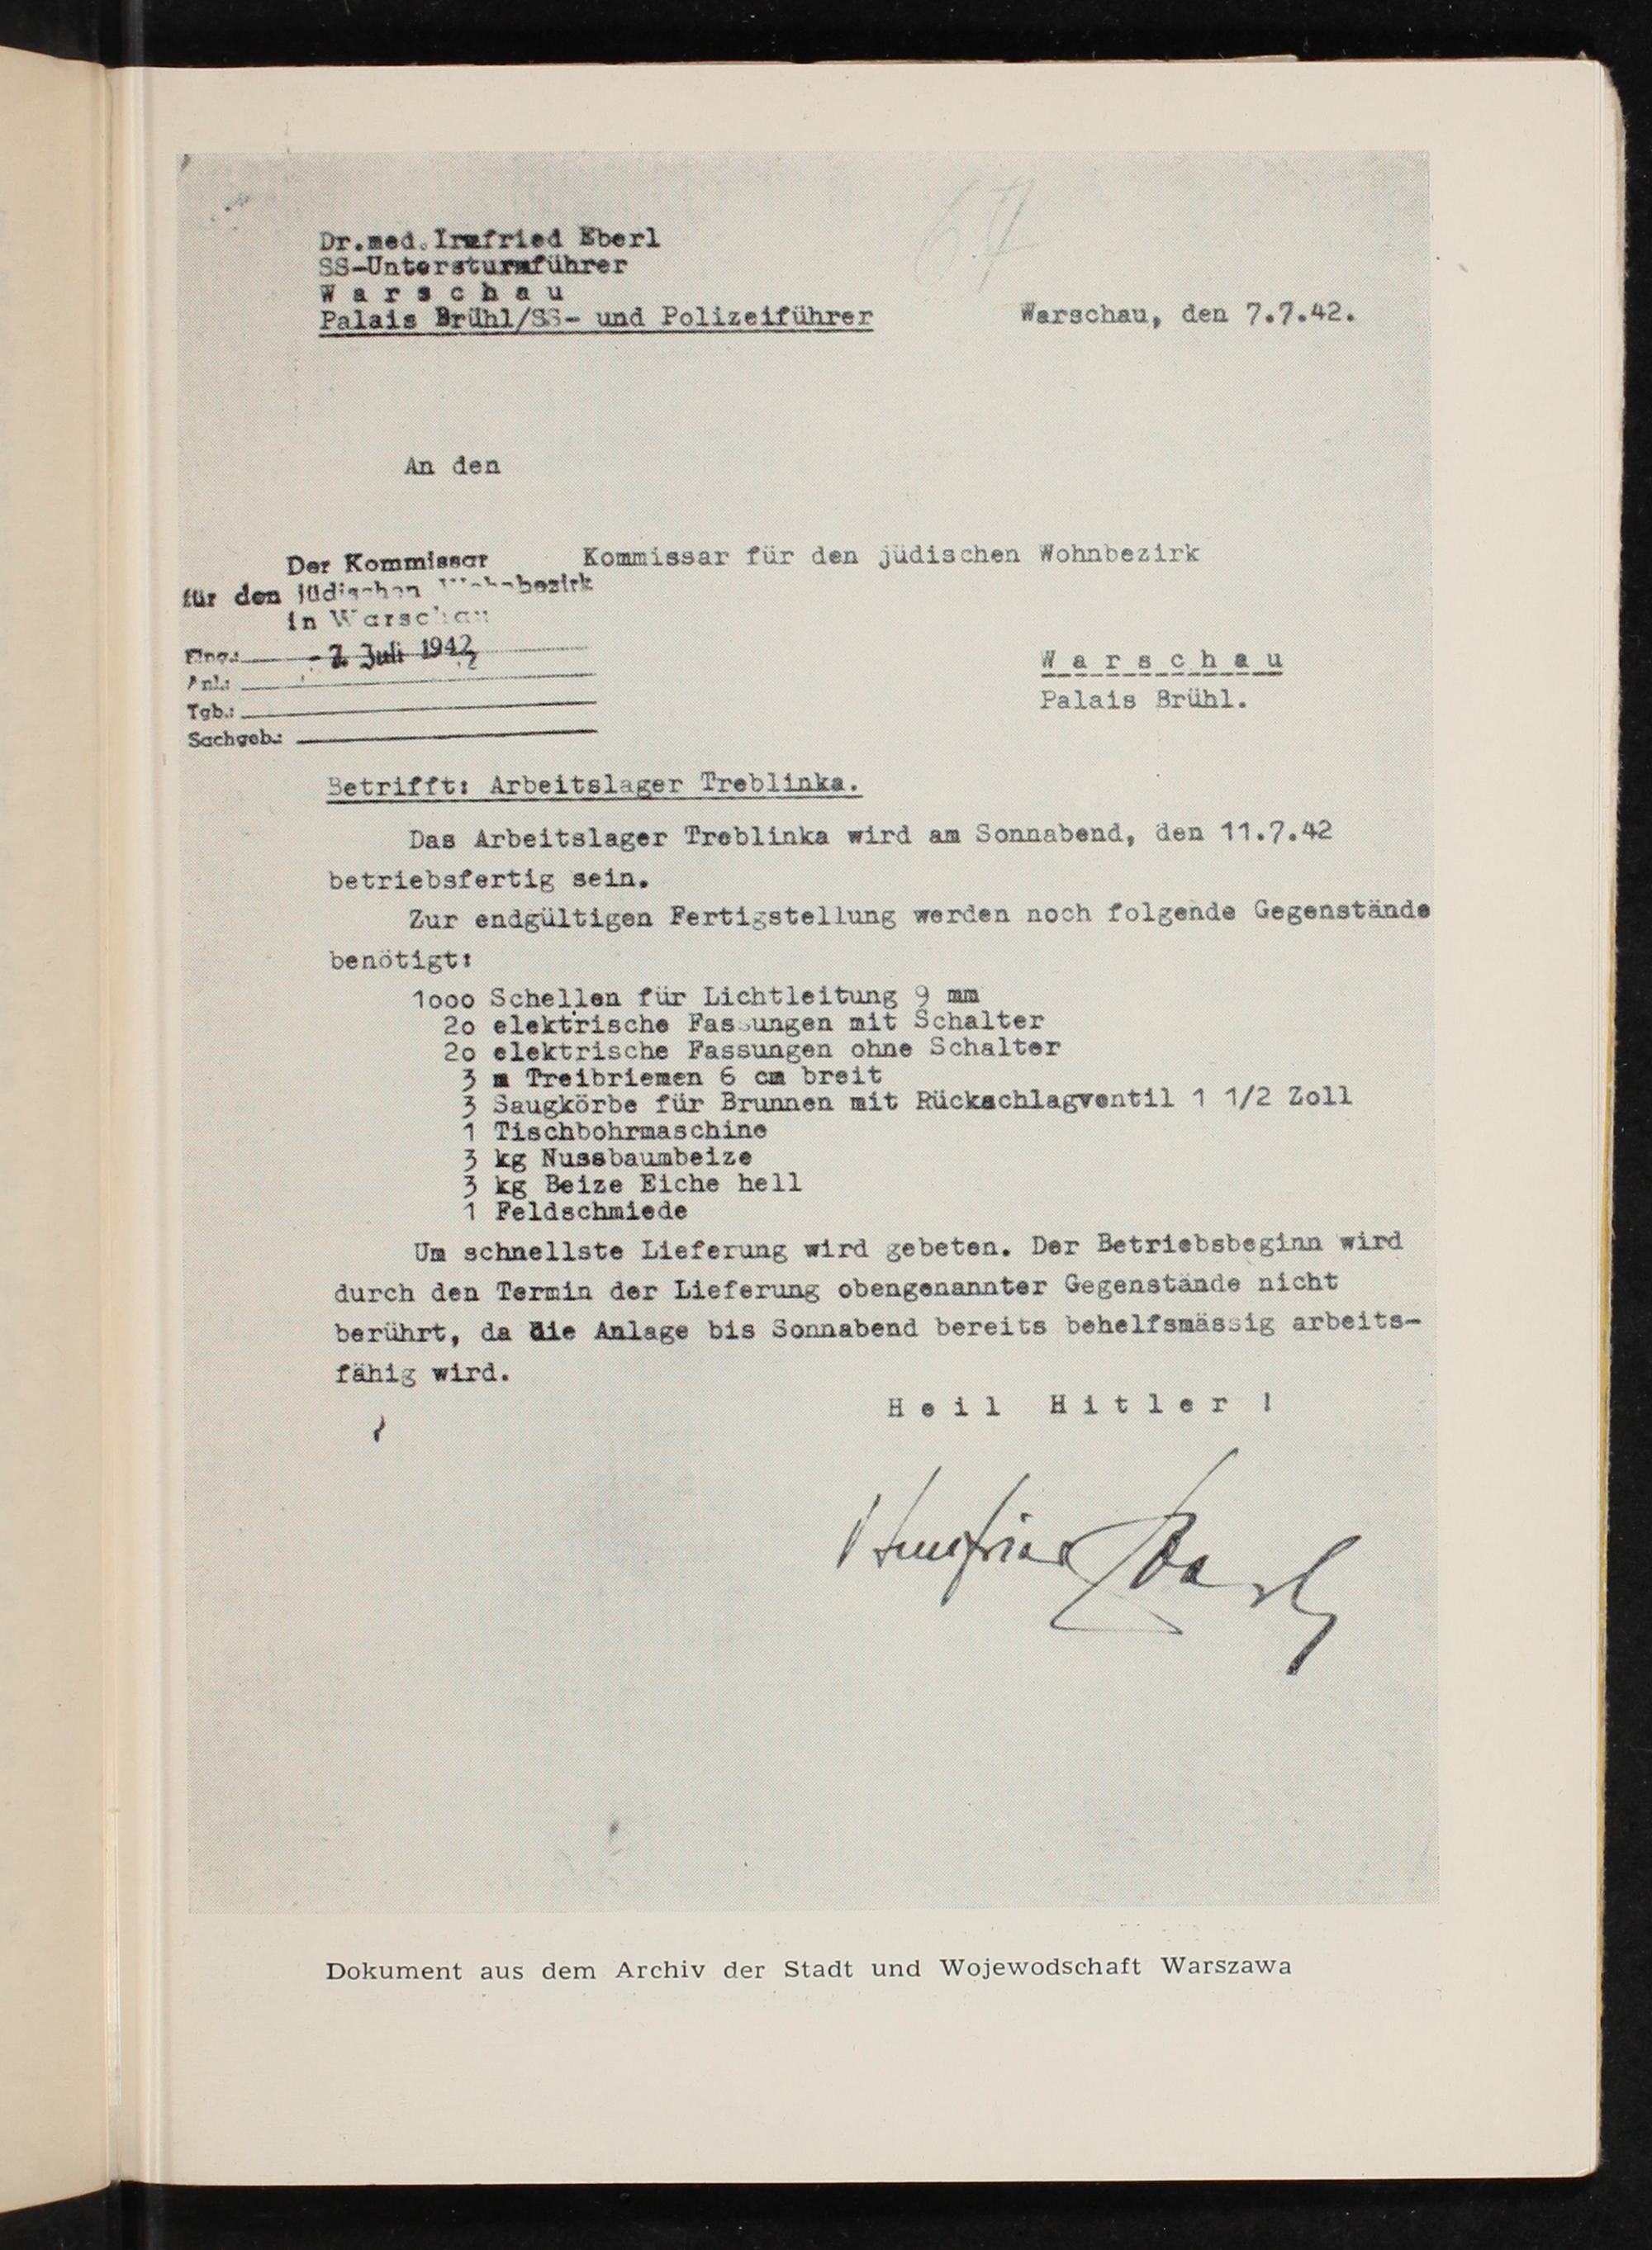 Dr.med.Irmfried Eberl
SS-Untersturmführer
W a r s c h a u
Palais Brühl/SS- und Polizeiführer
Warschau, den 7.7.42.
An den
Kommissar für den jüdischen Wohnbezirk
Der Kommissar
für den jüdischen Wohnbezirk
in Warschau
Eing.: -7. Juli 1942
Anl.:
Tgb.:
Sachgeb.:
W a r s c h a u
Palais Brühl.
Betrifft: Arbeitslager Treblinka.
Das Arbeitslager Treblinka wird am Sonnabend, den 11.7.42
betriebsfertig sein.
Zur endgültigen Fertigstellung werden noch folgende Gegenstände
benötigt:
1ooo Schellen für Lichtleitung 9 mm
2o elektrische Fassungen mit Schalter
2o elektrische Fassungen ohne Schalter
3 m Treibriemen 6 cm breit
3 Saugkörbe für Brunnen mit Rückschlagventil 1 1/2 Zoll
1 Tischbohrmaschine
3 kg Nussbaumbeize
3 kg Beize Eiche hell
1 Feldschmiede
Um schnellste Lieferung wird gebeten. Der Betriebsbeginn wird
durch den Termin der Lieferung obengenannter Gegenstände nicht
berührt, da die Anlage bis Sonnabend bereits behelfsmässig arbeits-
fähig wird.
H e i l H i t l e r !
Irmfried Eberl
Dokument aus dem Archiv der Stadt und Wojewodschaft Warszawa